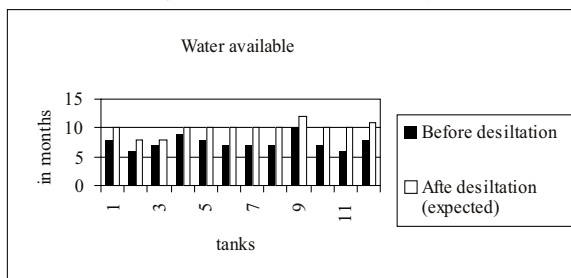 Water available
15
10
5
0
in months
1
3
5
7
9
11
tanks
Before desiltation
Afte desiltation
(expected)